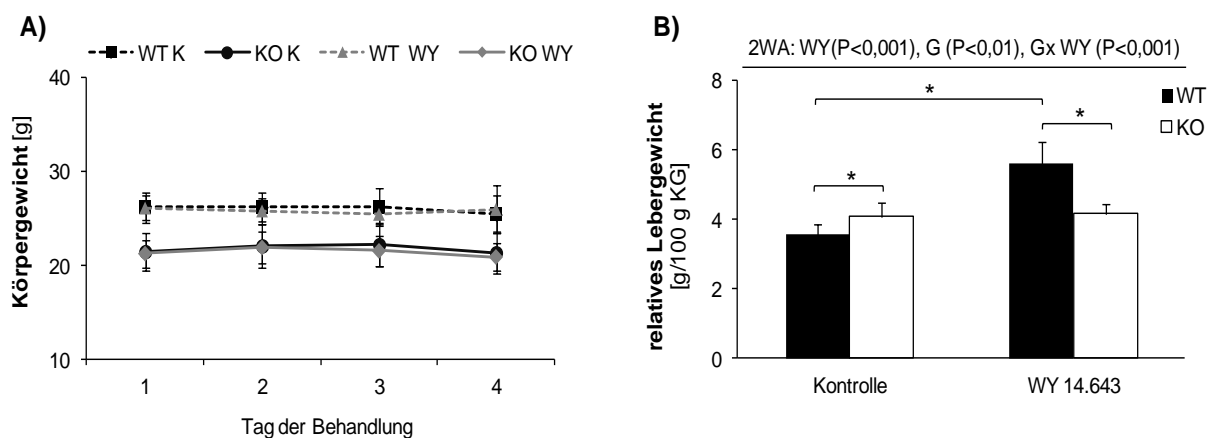 A)
WT K KO K WT WY KO WY
40
30
20
10
Körpergewicht [g]
1 2 3 4
Tag der Behandlung
B)
2WA: WY(P<0,001), G (P<0,01), Gx WY (P<0,001)
8
6
4
2
0
relatives Lebergewicht
[g/100 g KG]
*
*
*
WT
KO
Kontrolle WY 14.643